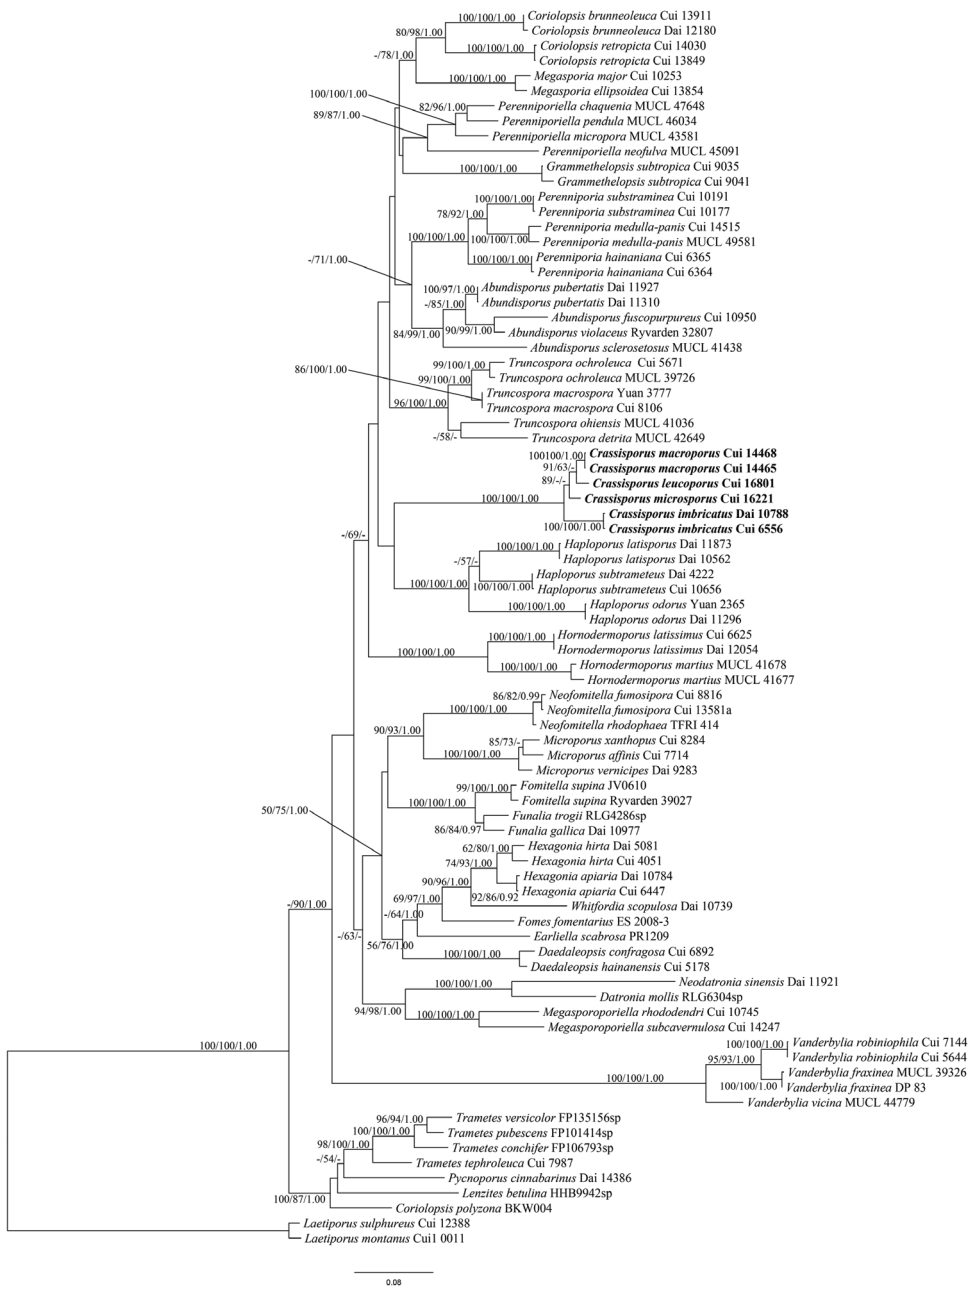 100/100/1.00 Coriolopsis brunneoleuca Cui 13911
Coriolopsis brunneoleuca Dai 12180
80/98/1.00
100/100/1.00 Coriolopsis retropicta Cui 14030
-/78/1.00
Coriolopsis retropicta Cui 13849
100/100/1.00 Megasporia major Cui 10253
Megasporia ellipsoidea Cui 13854
100/100/1.00
82/96/1.00 Perenniporiella chaquenia MUCL 47648
89/87/1.00
Perenniporiella pendula MUCL 46034
Perenniporiella micropora MUCL 43581
Perenniporiella neofulva MUCL 45091
100/100/1.00 Grammethelopsis subtropica Cui 9035
Grammethelopsis subtropica Cui 9041
100/100/1.00 Perenniporia substraminea Cui 10191
78/92/1.00 Perenniporia substraminea Cui 10177
Perenniporia medulla-panis Cui 14515
100/100/1.00 100/100/1.00 Perenniporia medulla-panis MUCL 49581
100/100/1.00 Perenniporia hainaniana Cui 6365
-/71/1.00
Perenniporia hainaniana Cui 6364
100/97/1.00 Abundisporus pubertatis Dai 11927
-/85/1.00 Abundisporus pubertatis Dai 11310
Abundisporus fuscopurpureus Cui 10950
84/99/1.00 90/99/1.00 Abundisporus violaceus Ryvarden 32807
Abundisporus sclerosetosus MUCL 41438
99/100/1.00 Truncospora ochroleuca Cui 5671
86/100/1.00
99/100/1.00 Truncospora ochroleuca MUCL 39726
Truncospora macrospora Yuan 3777
96/100/1.00 Truncospora macrospora Cui 8106
Truncospora ohiensis MUCL 41036
-/58/- Truncospora detrita MUCL 42649
100100/1.00 Crassisporus macroporus Cui 14468
91/63/- Crassisporus macroporus Cui 14465
89/-/- Crassisporus leucoporus Cui 16801
100/100/1.00 Crassisporus microsporus Cui 16221
Crassisporus imbricatus Dai 10788
100/100/1.00 Crassisporus imbricatus Cui 6556
-/69/-
100/100/1.00 Haploporus latisporus Dai 11873
-/57/- Haploporus latisporus Dai 10562
Haploporus subtrameteus Dai 4222
100/100/1.00 100/100/1.00 Haploporus subtrameteus Cui 10656
100/100/1.00 Haploporus odorus Yuan 2365
Haploporus odorus Dai 11296
100/100/1.00 Hornodermoporus latissimus Cui 6625
Hornodermoporus latissimus Dai 12054
100/100/1.00
100/100/1.00 Hornodermoporus martius MUCL 41678
Hornodermoporus martius MUCL 41677
86/82/0.99 Neofomitella fumosipora Cui 8816
100/100/1.00 Neofomitella fumosipora Cui 13581a
Neofomitella rhodophaea TFRI 414
90/93/1.00
85/73/- Microporus xanthopus Cui 8284
100/100/1.00 Microporus affinis Cui 7714
Microporus vernicipes Dai 9283
99/100/1.00 Fomitella supina JV0610
100/100/1.00 Fomitella supina Ryvarden 39027
50/75/1.00
Funalia trogii RLG4286sp
86/84/0.97 Funalia gallica Dai 10977
62/80/1.00 Hexagonia hirta Dai 5081
74/93/1.00 Hexagonia hirta Cui 4051
Hexagonia apiaria Dai 10784
90/96/1.00
92/86/0.92 Hexagonia apiaria Cui 6447
69/97/1.00 Whitfordia scopulosa Dai 10739
-/90/1.00
-/64/1.00 Fomes fomentarius ES 2008-3
-/63/-
Earliella scabrosa PR1209
56/76/1.00
100/100/1.00 Daedaleopsis confragosa Cui 6892
Daedaleopsis hainanensis Cui 5178
100/100/1.00 Neodatronia sinensis Dai 11921
Datronia mollis RLG6304sp
94/98/1.00
100/100/1.00 Megasporoporiella rhododendri Cui 10745
Megasporoporiella subcavernulosa Cui 14247
100/100/1.00
100/100/1.00 Vanderbylia robiniophila Cui 7144
95/93/1.00 Vanderbylia robiniophila Cui 5644
Vanderbylia fraxinea MUCL 39326
100/100/1.00
100/100/1.00 Vanderbylia fraxinea DP 83
Vanderbylia vicina MUCL 44779
96/94/1.00 Trametes versicolor FP135156sp
100/100/1.00 Trametes pubescens FP101414sp
98/100/1.00 Trametes conchifer FP106793sp
-/54/- Trametes tephroleuca Cui 7987
Pycnoporus cinnabarinus Dai 14386
100/87/1.00 Lenzites betulina HHB9942sp
Coriolopsis polyzona BKW004
Laetiporus sulphureus Cui 12388
Laetiporus montanus Cui1 0011
0.08